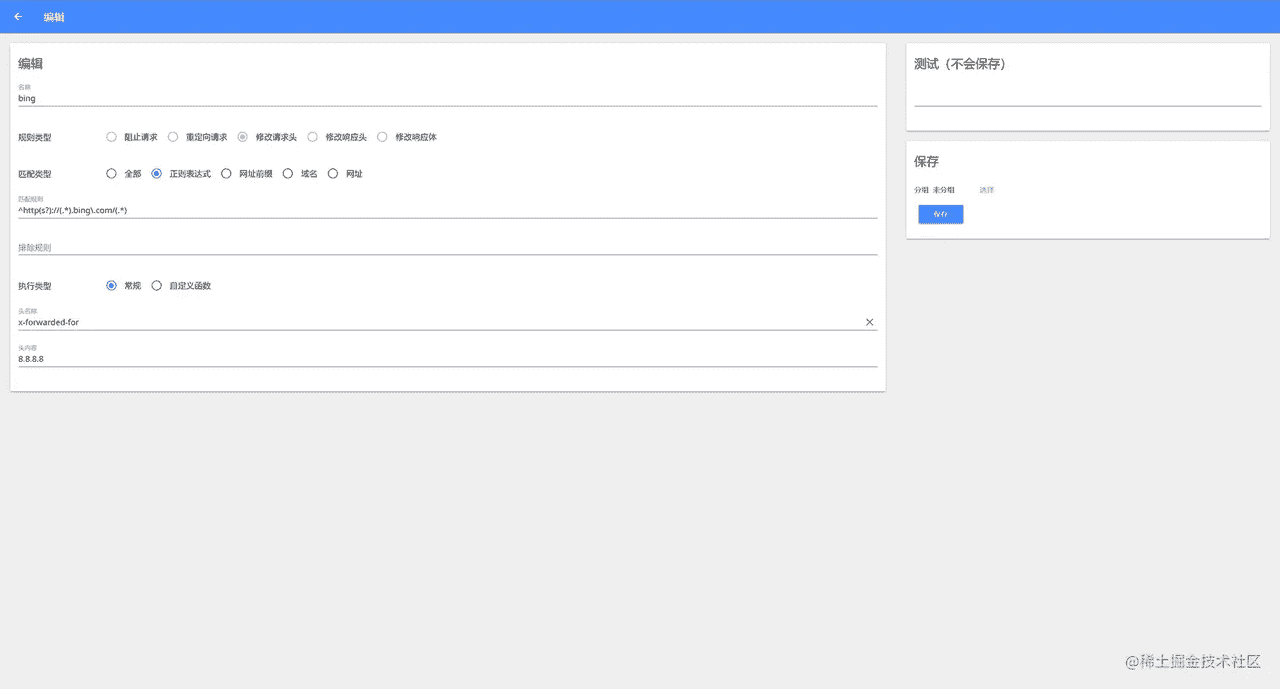 编辑
编辑
名称
bing
规则类型 阻止请求 重定向请求 修改请求头 修改响应头 修改响应体
匹配类型 全部 正则表达式 网址前缀 域名 网址
匹配规则
^http(s?)://(.*).bing\.com/(.*)
排除规则
执行类型 常规 自定义函数
头名称
x-forwarded-for
头内容
8.8.8.8
测试（不会保存）
保存
分组 未分组 选择
保存
@稀土掘金技术社区